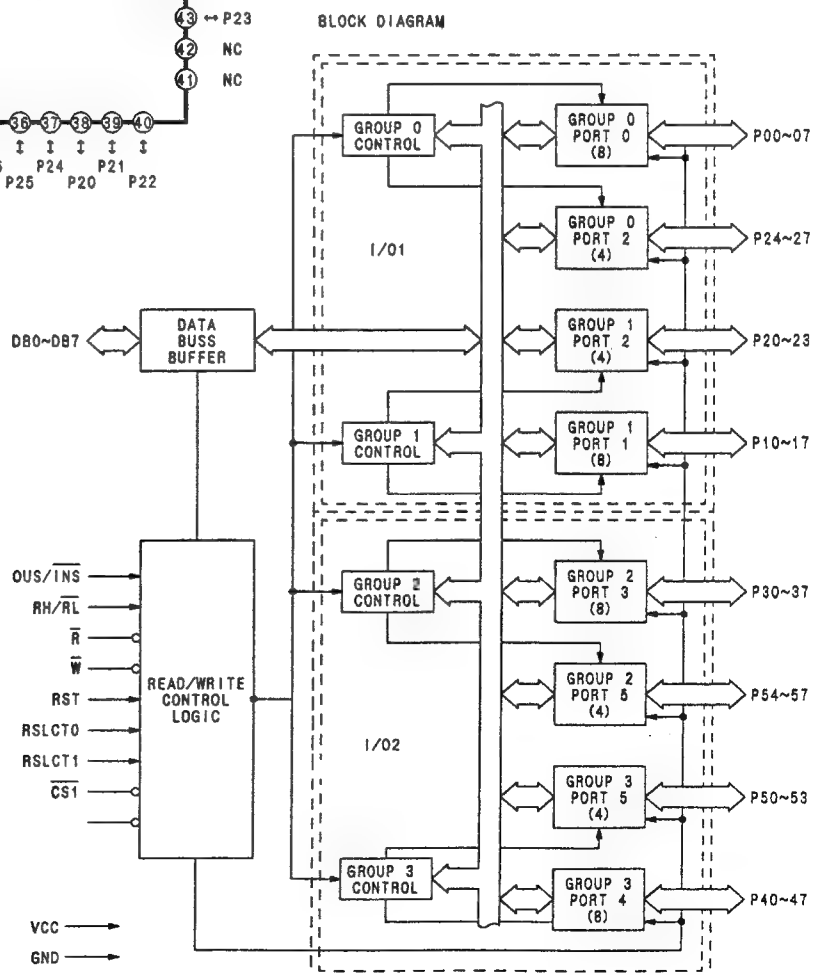 43 ↔ P23
42 NC
41 NC
36 37 38 39 40
P25 P24 P20 P21 P22
BLOCK DIAGRAM
GROUP 0
CONTROL
GROUP 0
PORT 0
(8)
P00~07
GROUP 0
PORT 2
(4)
P24~27
I/O1
DB0~DB7
DATA
BUSS
BUFFER
GROUP 1
PORT 2
(4)
P20~23
GROUP 1
CONTROL
GROUP 1
PORT 1
(8)
P10~17
OUS/I̅N̅S̅
RH/R̅L̅
R̅
W̅
RST
RSLCT0
RSLCT1
C̅S̅1̅
READ/WRITE
CONTROL
LOGIC
GROUP 2
CONTROL
GROUP 2
PORT 3
(8)
P30~37
GROUP 2
PORT 5
(4)
P54~57
I/O2
GROUP 3
PORT 5
(4)
P50~53
GROUP 3
CONTROL
GROUP 3
PORT 4
(8)
P40~47
VCC
GND